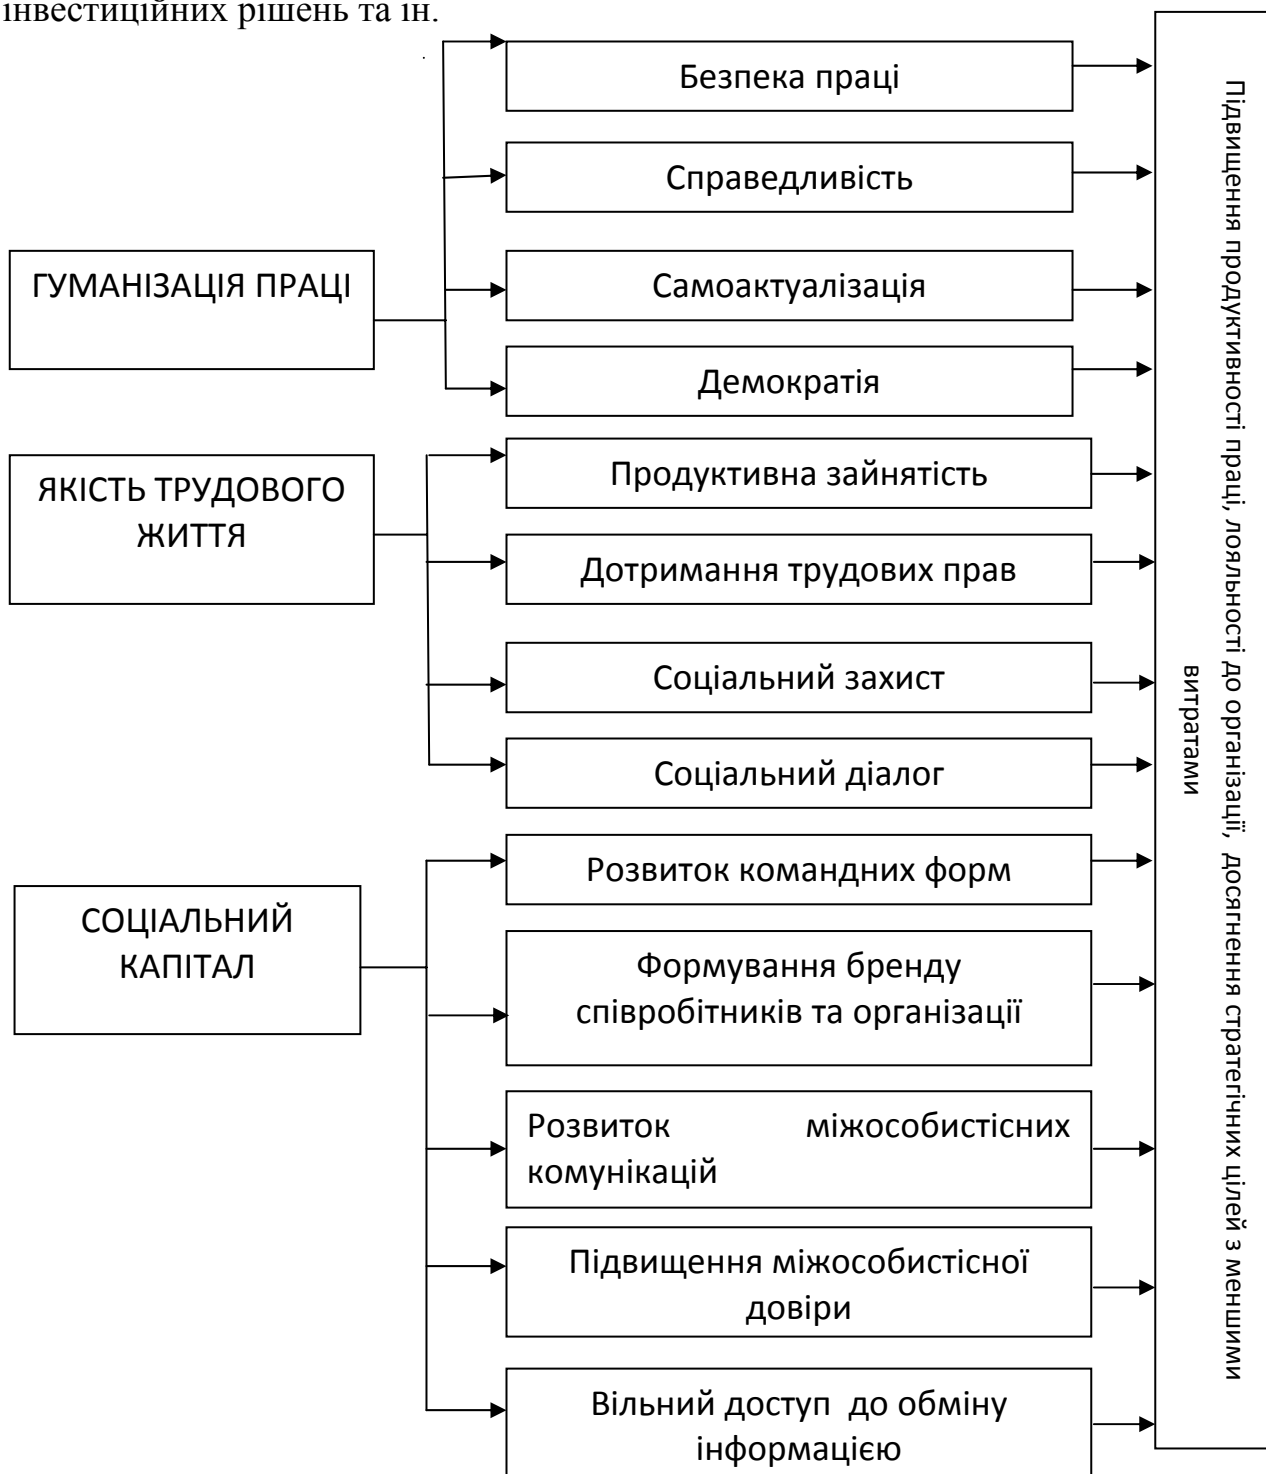 інвестиційних рішень та ін.
ГУМАНІЗАЦІЯ ПРАЦІ
Безпека праці
Справедливість
Самоактуалізація
Демократія
ЯКІСТЬ ТРУДОВОГО
ЖИТТЯ
Продуктивна зайнятість
Дотримання трудових прав
Соціальний захист
Соціальний діалог
СОЦІАЛЬНИЙ
КАПІТАЛ
Розвиток командних форм
Формування бренду
співробітників та організації
Розвиток міжособистісних
комунікацій
Підвищення міжособистісної
довіри
Вільний доступ до обміну
інформацією
Підвищення продуктивності праці, лояльності до організації, досягнення стратегічних цілей з меншими
витратами